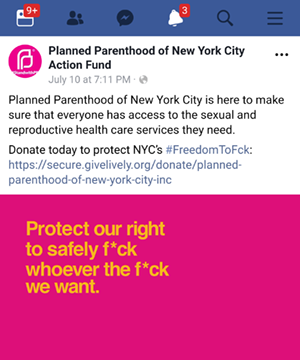 9+
3
Planned Parenthood of New York City
Action Fund
July 10 at 7:11 PM ·
Planned Parenthood of New York City is here to make
sure that everyone has access to the sexual and
reproductive health care services they need.
Donate today to protect NYC's #FreedomToFck:
https://secure.givelively.org/donate/planned-
parenthood-of-new-york-city-inc
Protect our right
to safely f*ck
whoever the f*ck
we want.